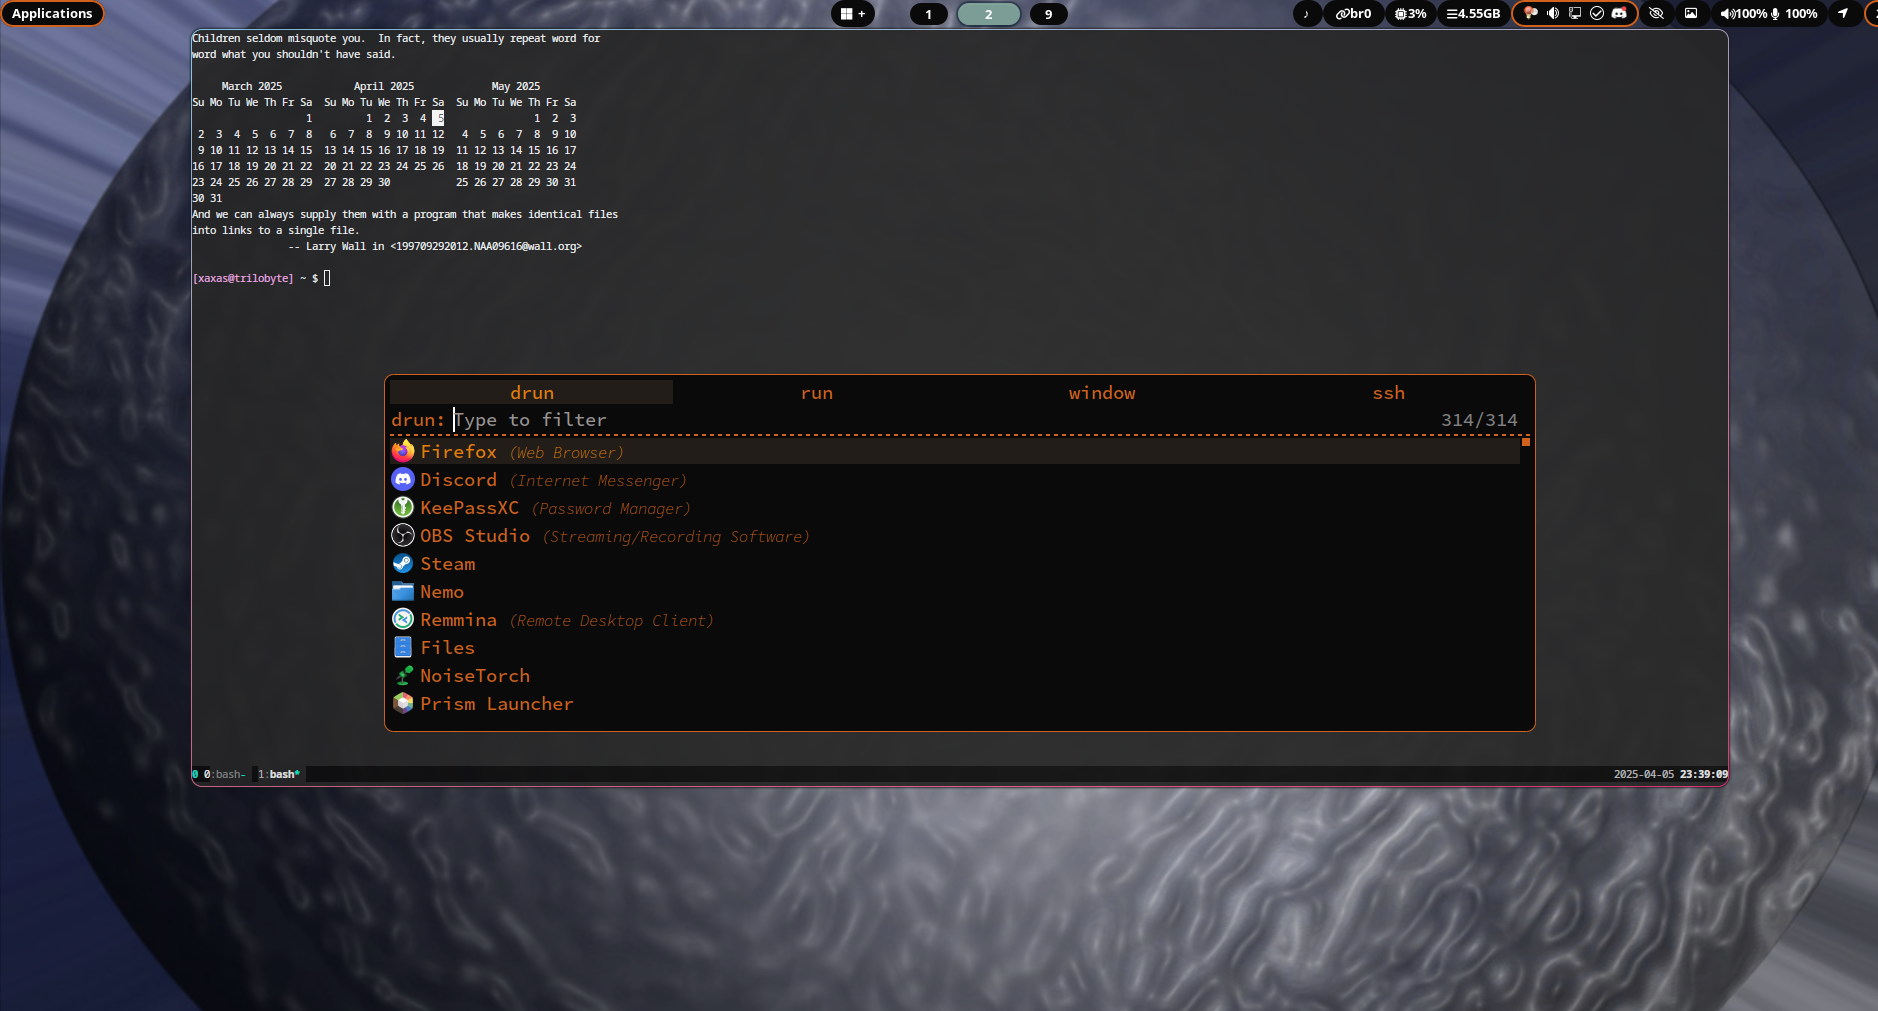 Applications
+
1
2
9
♪
br0
3%
4.55GB
100%
100%
Children seldom misquote you.  In fact, they usually repeat word for
word what you shouldn't have said.
     March 2025            April 2025             May 2025
Su Mo Tu We Th Fr Sa  Su Mo Tu We Th Fr Sa  Su Mo Tu We Th Fr Sa
                   1         1  2  3  4  5               1  2  3
 2  3  4  5  6  7  8   6  7  8  9 10 11 12   4  5  6  7  8  9 10
 9 10 11 12 13 14 15  13 14 15 16 17 18 19  11 12 13 14 15 16 17
16 17 18 19 20 21 22  20 21 22 23 24 25 26  18 19 20 21 22 23 24
23 24 25 26 27 28 29  27 28 29 30           25 26 27 28 29 30 31
30 31
And we can always supply them with a program that makes identical files
into links to a single file.
                -- Larry Wall in <199709292012.NAA09616@wall.org>
[xaxas@trilobyte] ~ $
drun run window ssh
drun: Type to filter 314/314
Firefox (Web Browser)
Discord (Internet Messenger)
KeePassXC (Password Manager)
OBS Studio (Streaming/Recording Software)
Steam
Nemo
Remmina (Remote Desktop Client)
Files
NoiseTorch
Prism Launcher
0 0:bash- 1:bash* 2025-04-05 23:39:09